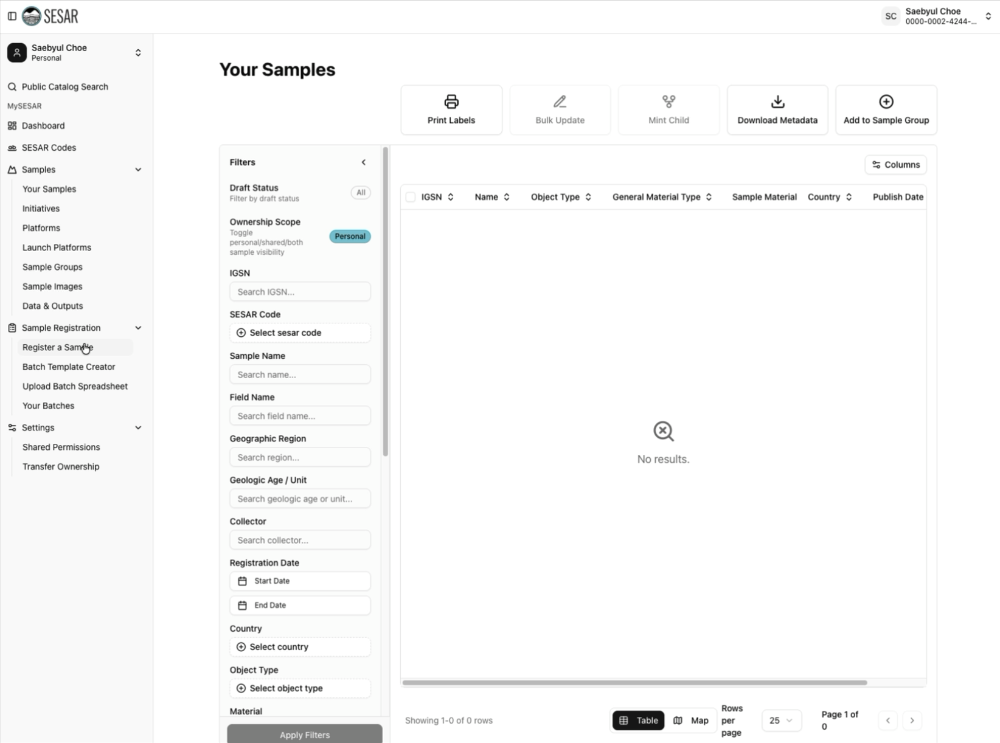 SESAR
SC
Saebyul Choe
0000-0002-4244-...
Saebyul Choe
Personal
Public Catalog Search
MySESAR
Dashboard
SESAR Codes
Samples
Your Samples
Initiatives
Platforms
Launch Platforms
Sample Groups
Sample Images
Data & Outputs
Sample Registration
Register a Sample
Batch Template Creator
Upload Batch Spreadsheet
Your Batches
Settings
Shared Permissions
Transfer Ownership
Your Samples
Print Labels
Bulk Update
Mint Child
Download Metadata
Add to Sample Group
Filters
Draft Status
Filter by draft status
All
Ownership Scope
Toggle
personal/shared/both
sample visibility
Personal
IGSN
Search IGSN...
SESAR Code
Select sesar code
Sample Name
Search name...
Field Name
Search field name...
Geographic Region
Search region...
Geologic Age / Unit
Search geologic age or unit...
Collector
Search collector...
Registration Date
Start Date
End Date
Country
Select country
Object Type
Select object type
Material
Apply Filters
Columns
IGSN Name Object Type General Material Type Sample Material Country Publish Date
No results.
Showing 1-0 of 0 rows
Table
Map
Rows
per
page
25
Page 1 of
0